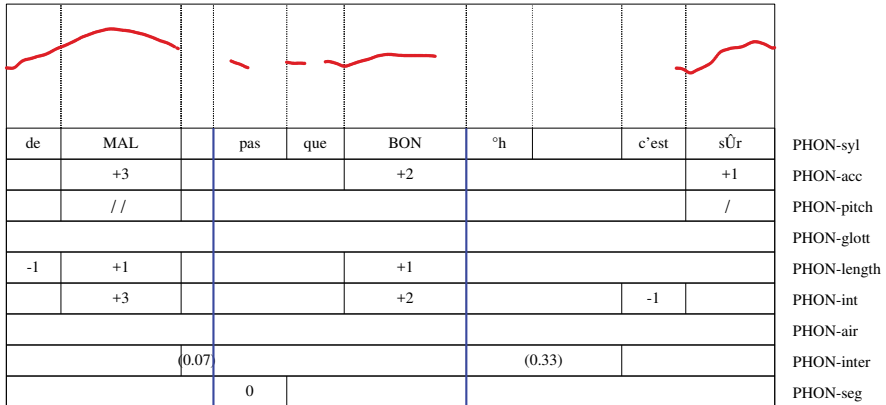 de MAL pas que BON °h c'est sÛr PHON-syl
+3 +2 +1 PHON-acc
// / PHON-pitch
PHON-glott
-1 +1 +1 PHON-length
+3 +2 -1 PHON-int
PHON-air
(0.07) (0.33) PHON-inter
0 PHON-seg